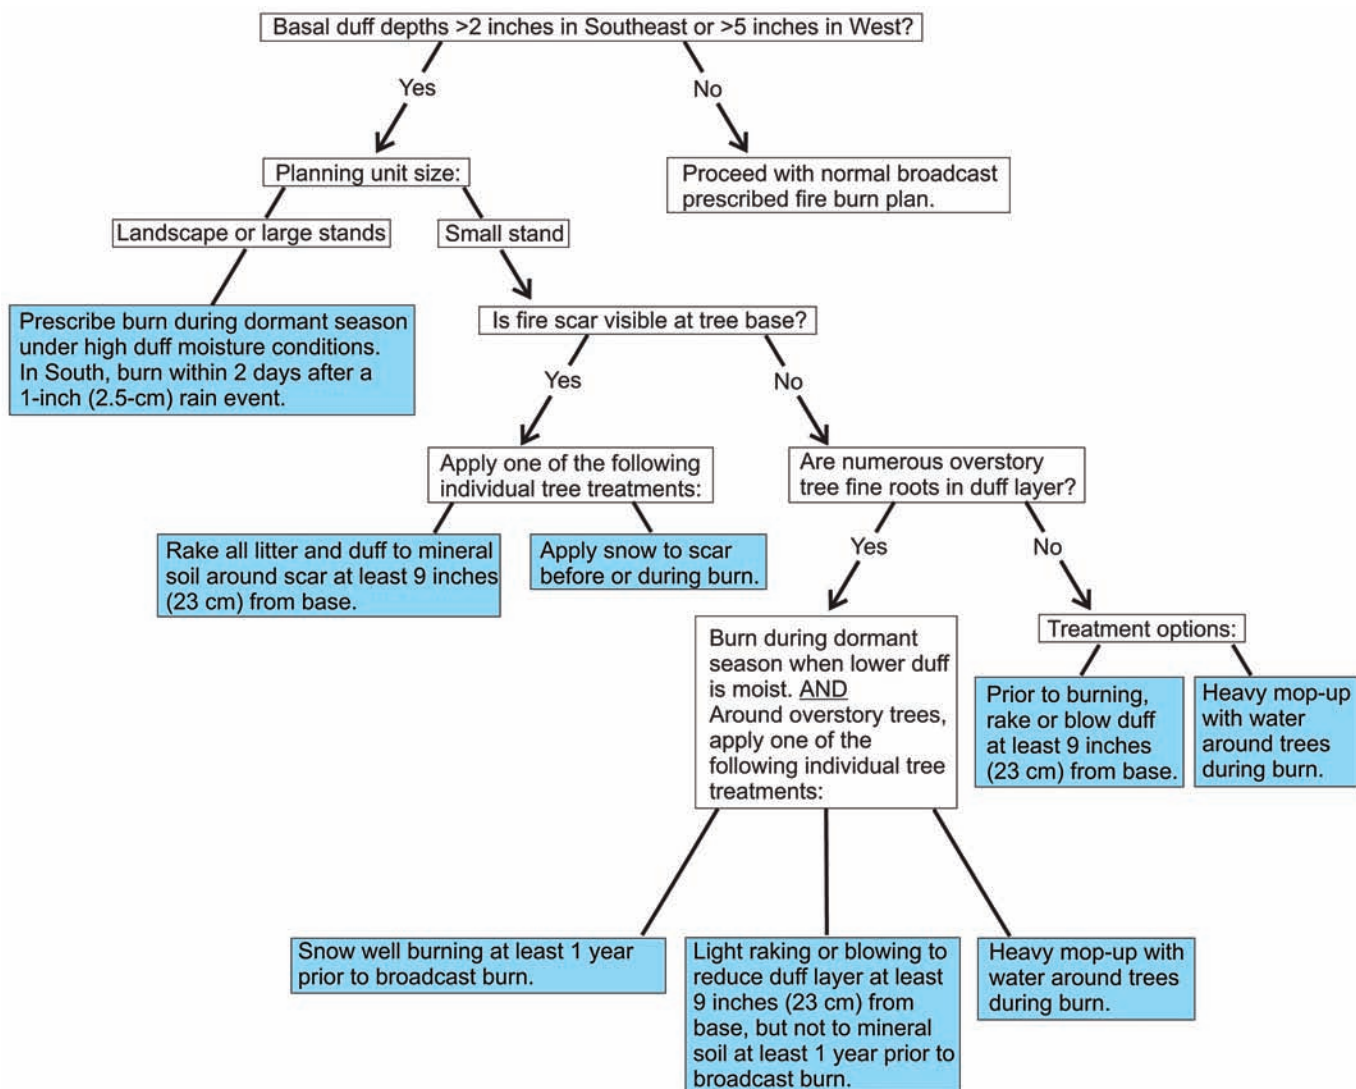 Basal duff depths >2 inches in Southeast or >5 inches in West?
Yes
No
Planning unit size:
Proceed with normal broadcast
prescribed fire burn plan.
Landscape or large stands
Small stand
Prescribe burn during dormant season
under high duff moisture conditions.
In South, burn within 2 days after a
1-inch (2.5-cm) rain event.
Is fire scar visible at tree base?
Yes
No
Apply one of the following
individual tree treatments:
Are numerous overstory
tree fine roots in duff layer?
Rake all litter and duff to mineral
soil around scar at least 9 inches
(23 cm) from base.
Apply snow to scar
before or during burn.
Yes
No
Burn during dormant
season when lower duff
is moist. AND
Around overstory trees,
apply one of the
following individual tree
treatments:
Treatment options:
Prior to burning,
rake or blow duff
at least 9 inches
(23 cm) from base.
Heavy mop-up
with water
around trees
during burn.
Snow well burning at least 1 year
prior to broadcast burn.
Light raking or blowing to
reduce duff layer at least
9 inches (23 cm) from
base, but not to mineral
soil at least 1 year prior to
broadcast burn.
Heavy mop-up with
water around trees
during burn.